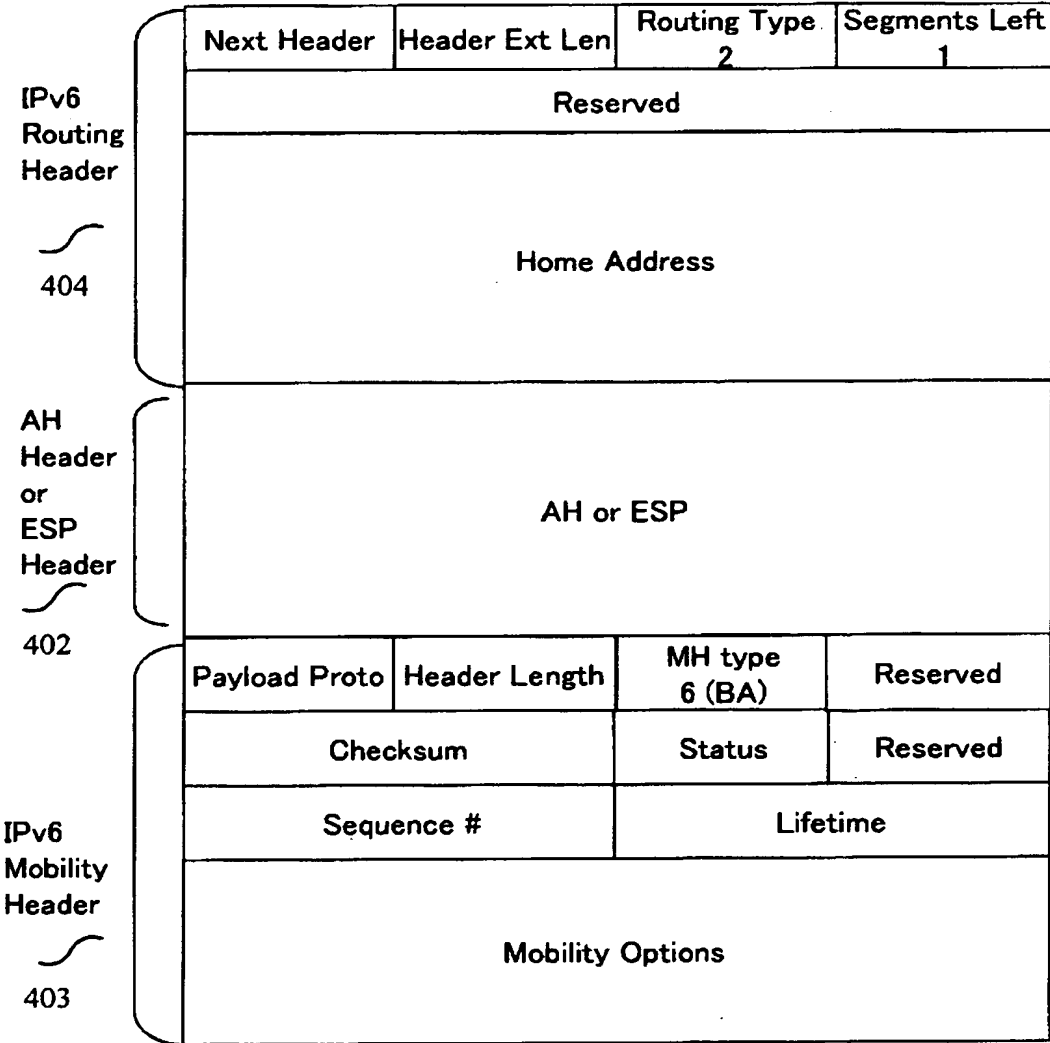 Next Header
Header Ext Len
Routing Type
2
Segments Left
1
IPv6
Routing
Header
404
Reserved
Home Address
AH
Header
or
ESP
Header
402
AH or ESP
Payload Proto
Header Length
MH type
6 (BA)
Reserved
Checksum
Status
Reserved
Sequence #
Lifetime
IPv6
Mobility
Header
403
Mobility Options